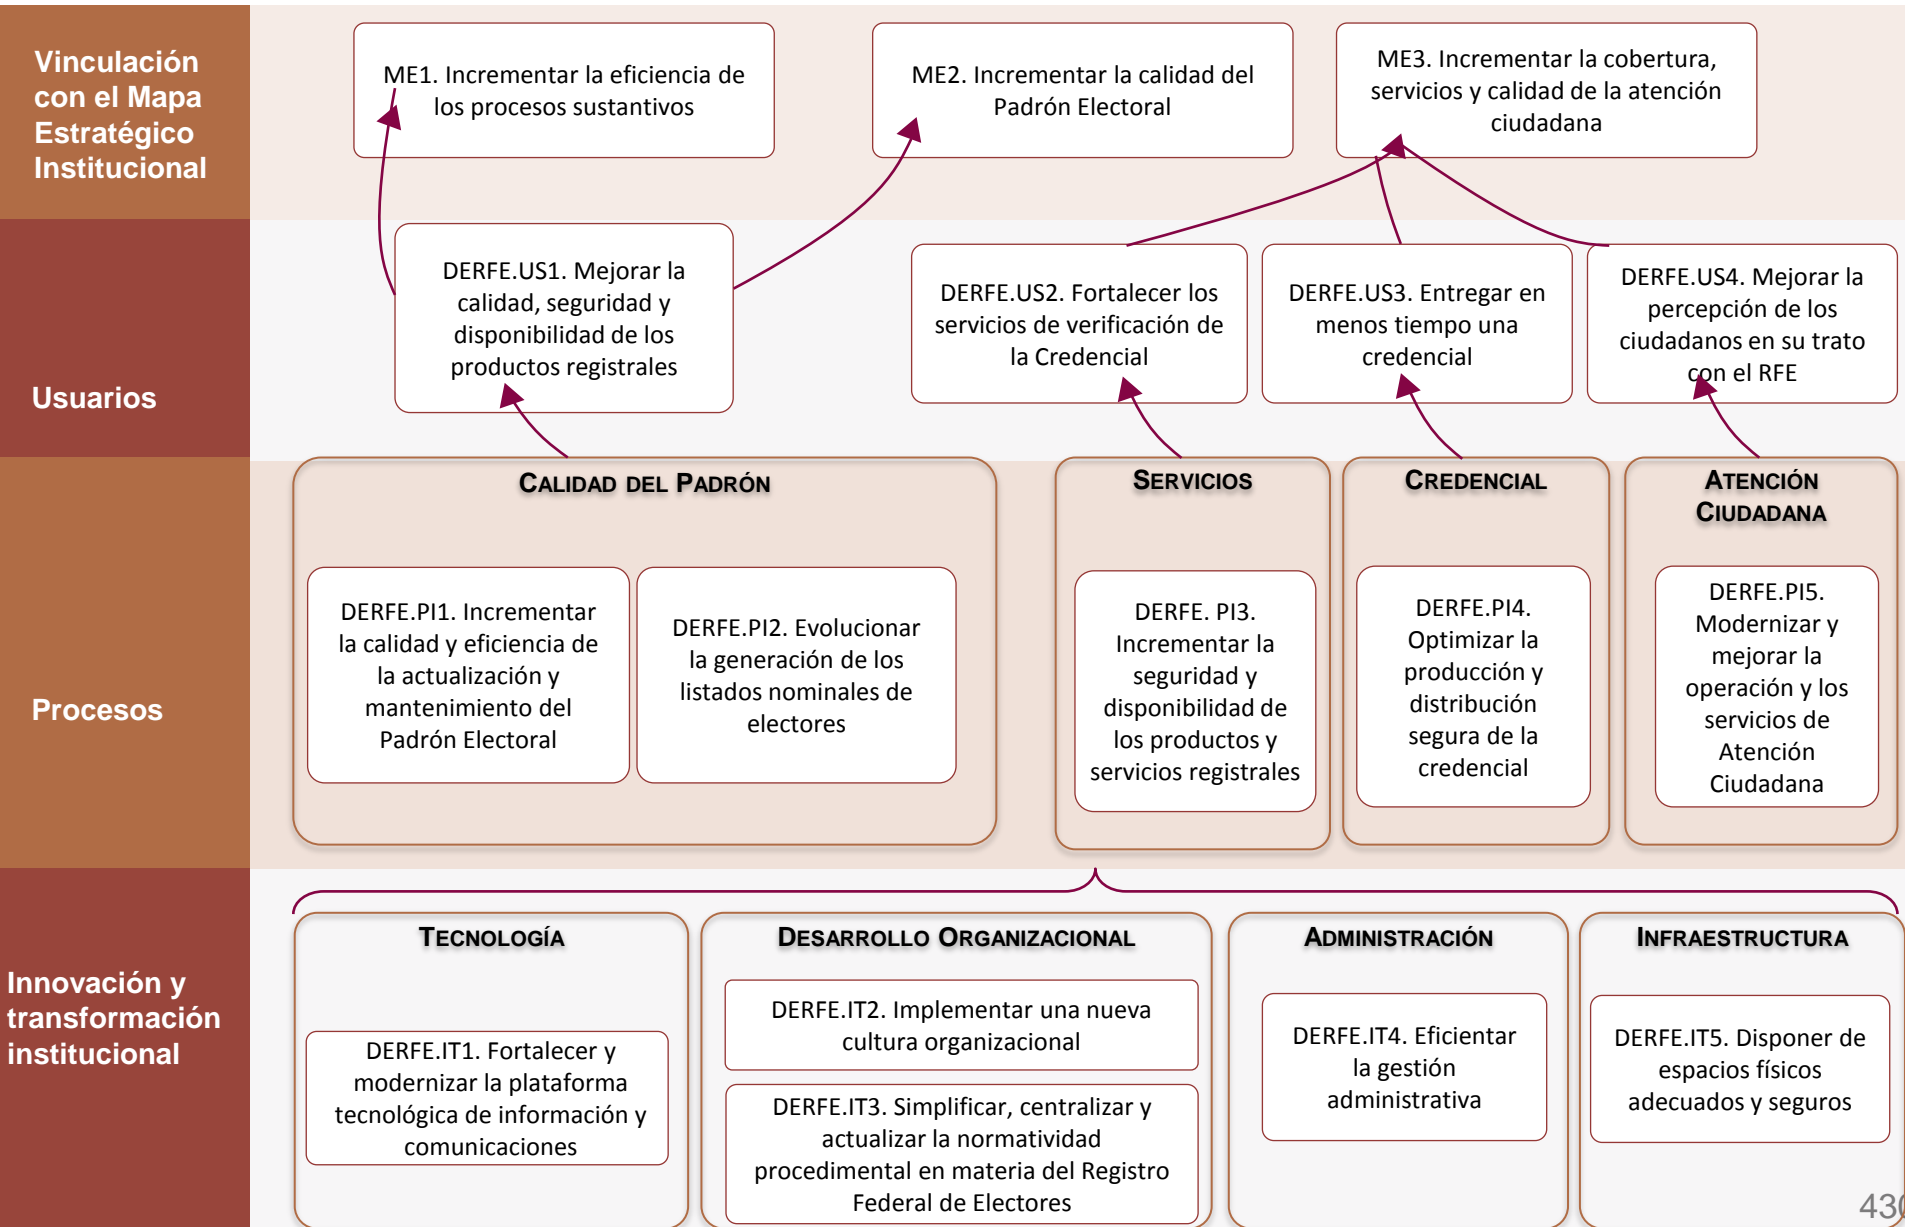 Vinculación
con el Mapa
Estratégico
Institucional
ME1. Incrementar la eficiencia de
los procesos sustantivos
ME2. Incrementar la calidad del
Padrón Electoral
ME3. Incrementar la cobertura,
servicios y calidad de la atención
ciudadana
Usuarios
DERFE.US1. Mejorar la
calidad, seguridad y
disponibilidad de los
productos registrales
DERFE.US2. Fortalecer los
servicios de verificación de
la Credencial
DERFE.US3. Entregar en
menos tiempo una
credencial
DERFE.US4. Mejorar la
percepción de los
ciudadanos en su trato
con el RFE
Procesos
CALIDAD DEL PADRÓN
DERFE.PI1. Incrementar
la calidad y eficiencia de
la actualización y
mantenimiento del
Padrón Electoral
DERFE.PI2. Evolucionar
la generación de los
listados nominales de
electores
SERVICIOS
DERFE. PI3.
Incrementar la
seguridad y
disponibilidad de
los productos y
servicios registrales
CREDENCIAL
DERFE.PI4.
Optimizar la
producción y
distribución
segura de la
credencial
ATENCIÓN
CIUDADANA
DERFE.PI5.
Modernizar y
mejorar la
operación y los
servicios de
Atención
Ciudadana
Innovación y
transformación
institucional
TECNOLOGÍA
DERFE.IT1. Fortalecer y
modernizar la plataforma
tecnológica de información y
comunicaciones
DESARROLLO ORGANIZACIONAL
DERFE.IT2. Implementar una nueva
cultura organizacional
DERFE.IT3. Simplificar, centralizar y
actualizar la normatividad
procedimental en materia del Registro
Federal de Electores
ADMINISTRACIÓN
DERFE.IT4. Eficientar
la gestión
administrativa
INFRAESTRUCTURA
DERFE.IT5. Disponer de
espacios físicos
adecuados y seguros
430